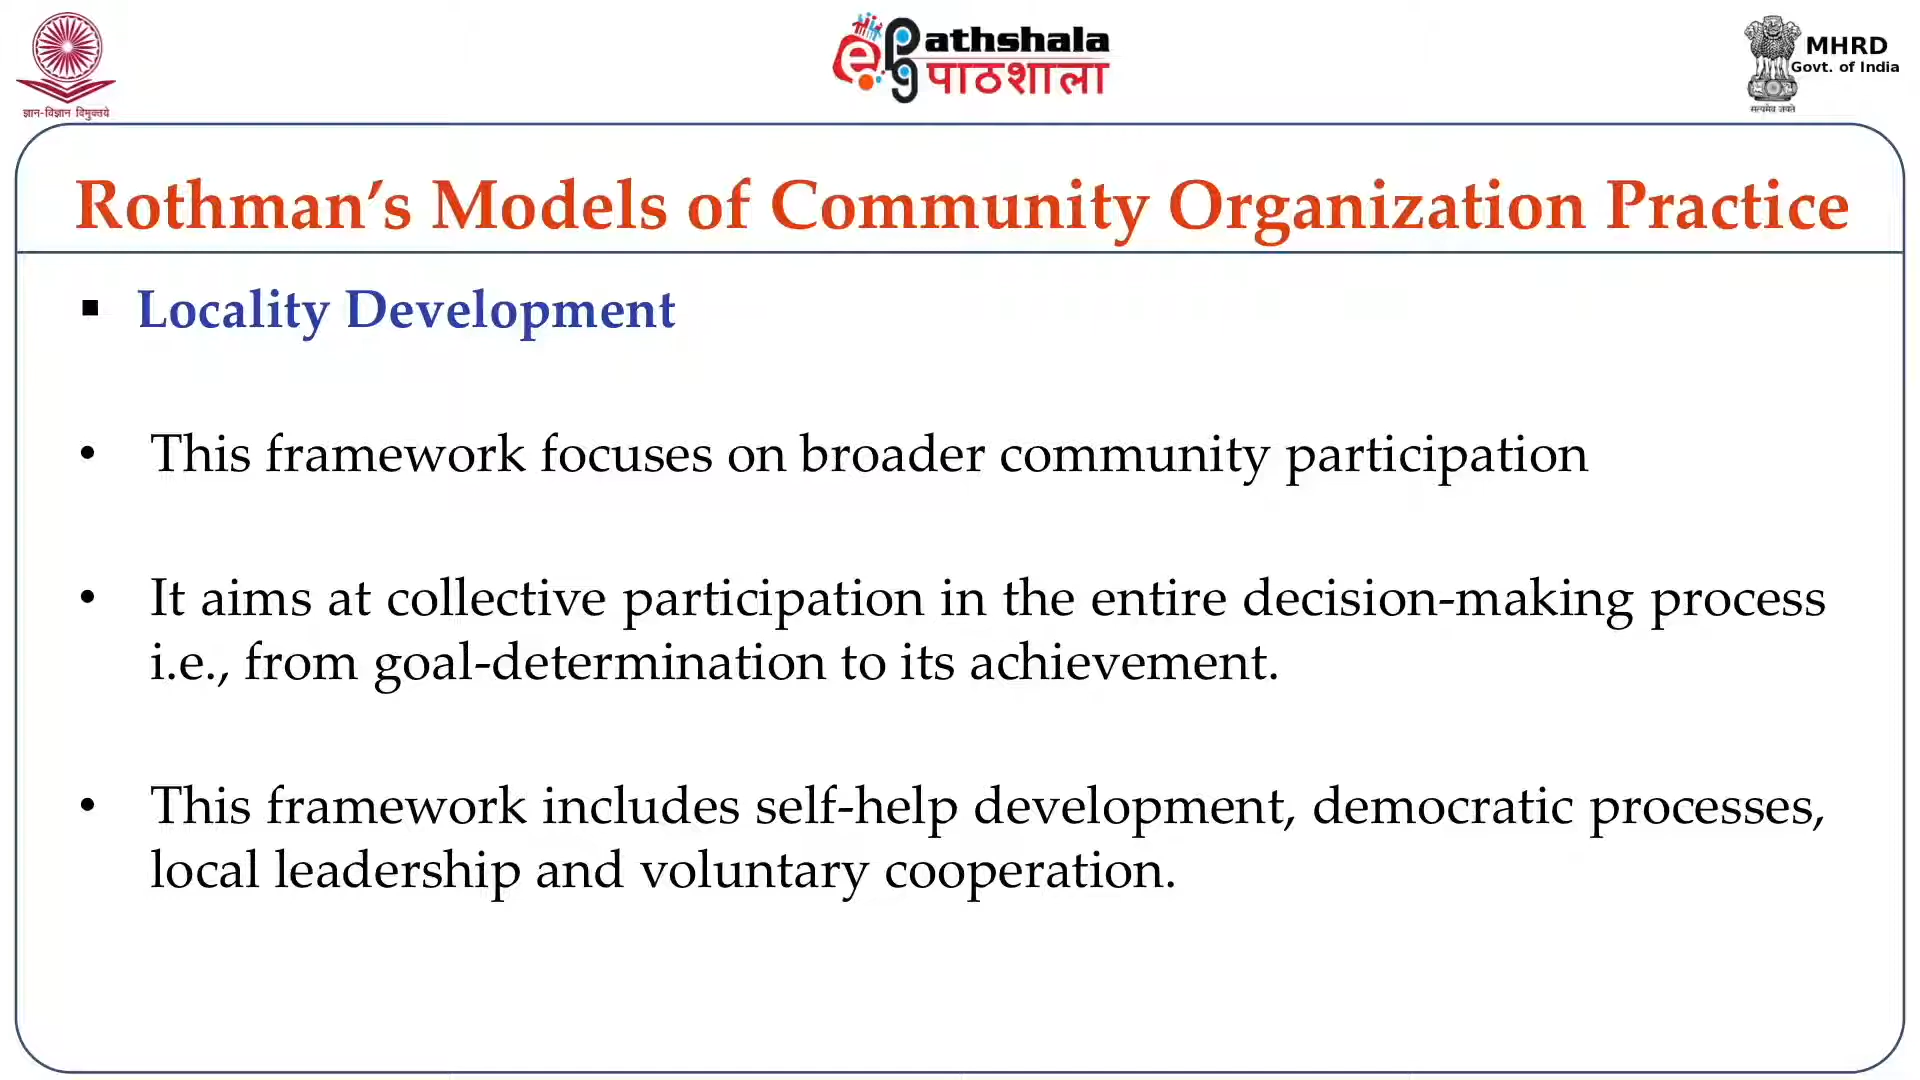 ज्ञान-विज्ञान विमुक्तये
ePg Pathshala
पाठशाला
MHRD
Govt. of India
सत्यमेव जयते
Rothman’s Models of Community Organization Practice
▪ Locality Development
• This framework focuses on broader community participation
• It aims at collective participation in the entire decision-making process
i.e., from goal-determination to its achievement.
• This framework includes self-help development, democratic processes,
local leadership and voluntary cooperation.